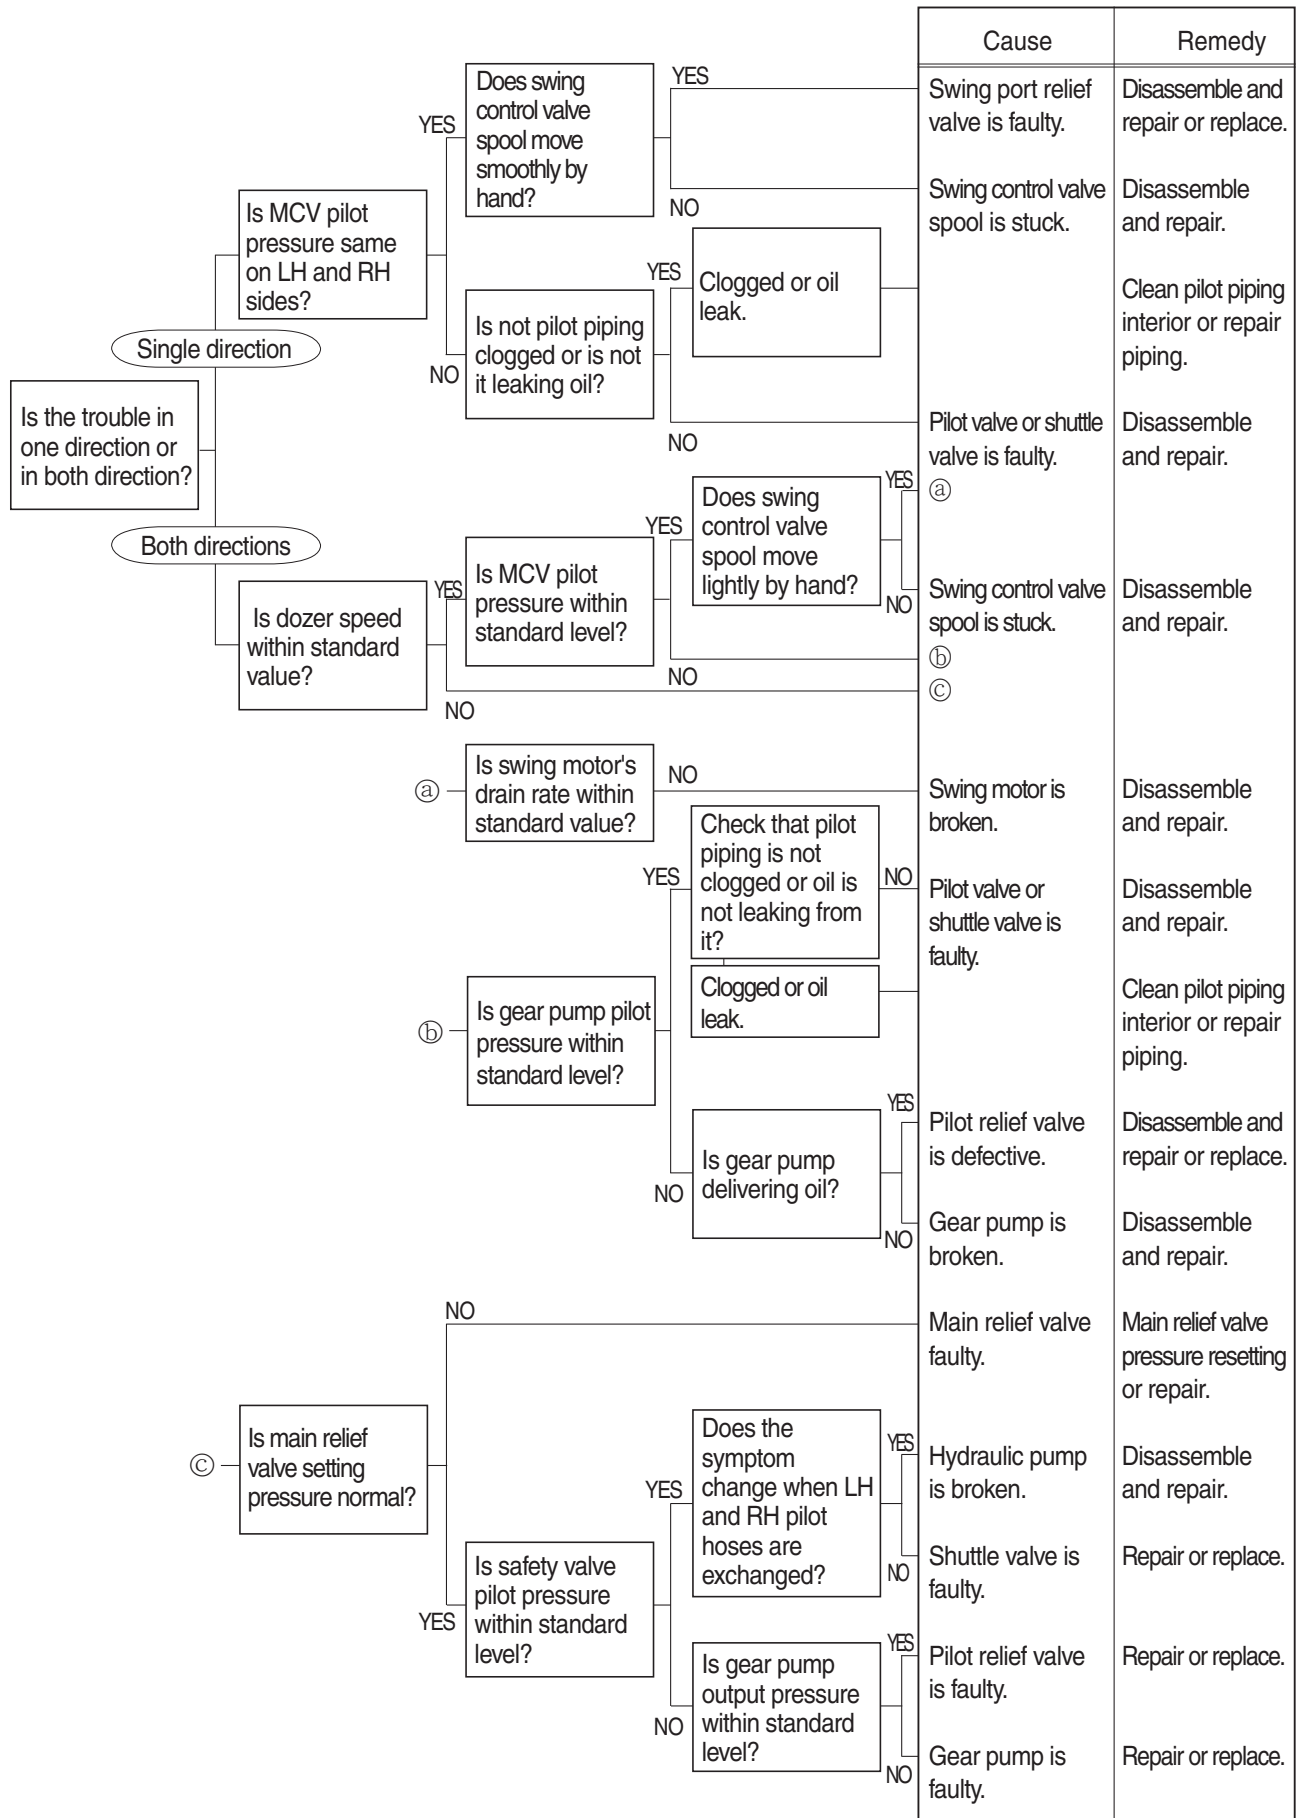 Cause
Remedy
Does swing
control valve
spool move
smoothly by
hand?
YES
YES
NO
Swing port relief
valve is faulty.
Disassemble and
repair or replace.
Swing control valve
spool is stuck.
Disassemble
and repair.
Is MCV pilot
pressure same
on LH and RH
sides?
Single direction
Is not pilot piping
clogged or is not
it leaking oil?
NO
YES
Clogged or oil
leak.
Clean pilot piping
interior or repair
piping.
NO
Pilot valve or shuttle
valve is faulty.
Disassemble
and repair.
Is the trouble in
one direction or
in both direction?
Both directions
Is dozer speed
within standard
value?
YES
Is MCV pilot
pressure within
standard level?
YES
Does swing
control valve
spool move
lightly by hand?
YES
ⓐ
NO
Swing control valve
spool is stuck.
Disassemble
and repair.
NO
ⓑ
NO
ⓒ
ⓐ
Is swing motor's
drain rate within
standard value?
NO
Swing motor is
broken.
Disassemble
and repair.
ⓑ
Is gear pump pilot
pressure within
standard level?
YES
Check that pilot
piping is not
clogged or oil is
not leaking from
it?
NO
Pilot valve or
shuttle valve is
faulty.
Disassemble
and repair.
Clogged or oil
leak.
Clean pilot piping
interior or repair
piping.
NO
Is gear pump
delivering oil?
YES
Pilot relief valve
is defective.
Disassemble and
repair or replace.
NO
Gear pump is
broken.
Disassemble
and repair.
ⓒ
Is main relief
valve setting
pressure normal?
NO
Main relief valve
faulty.
Main relief valve
pressure resetting
or repair.
YES
Is safety valve
pilot pressure
within standard
level?
YES
Does the
symptom
change when LH
and RH pilot
hoses are
exchanged?
YES
Hydraulic pump
is broken.
Disassemble
and repair.
NO
Shuttle valve is
faulty.
Repair or replace.
NO
Is gear pump
output pressure
within standard
level?
YES
Pilot relief valve
is faulty.
Repair or replace.
NO
Gear pump is
faulty.
Repair or replace.